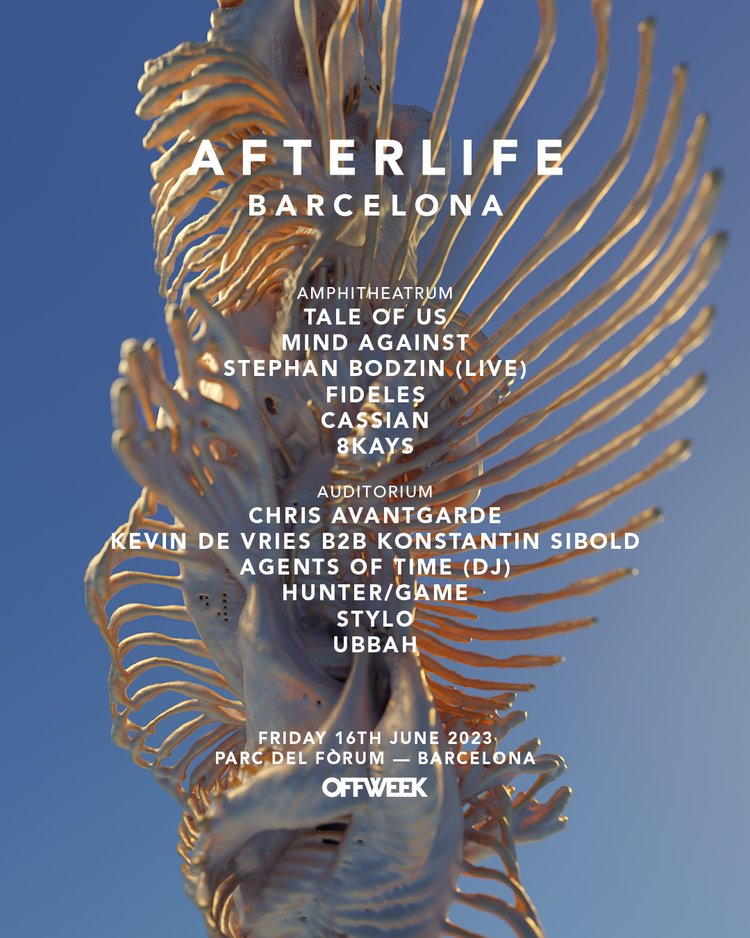 AFTERLIFE
BARCELONA
AMPHITHEATRUM
TALE OF US
MIND AGAINST
STEPHAN BODZIN (LIVE)
FIDELES
CASSIAN
8KAYS
AUDITORIUM
CHRIS AVANTGARDE
KEVIN DE VRIES B2B KONSTANTIN SIBOLD
AGENTS OF TIME (DJ)
HUNTER/GAME
STYLO
UBBAH
FRIDAY 16TH JUNE 2023
PARC DEL FÒRUM — BARCELONA
OFFWEEK